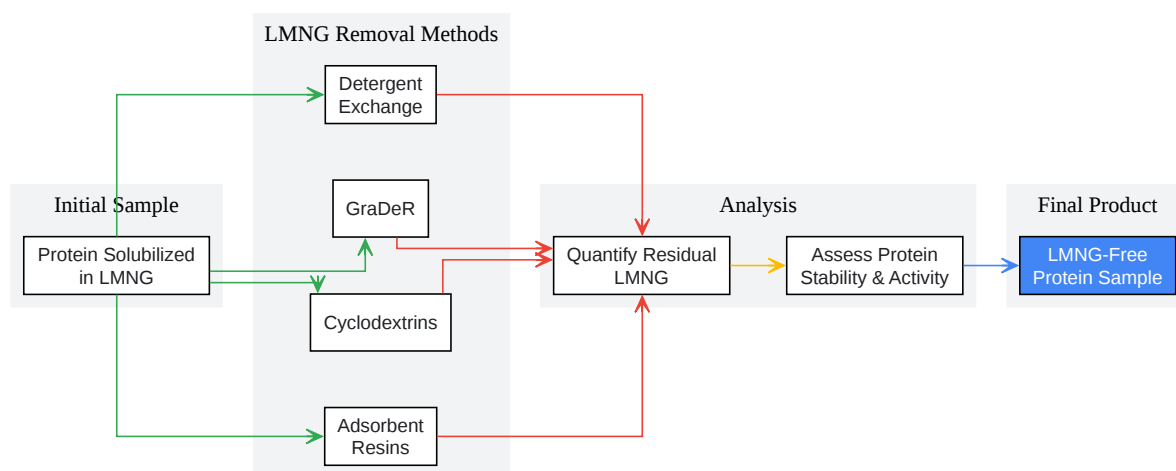 LMNG Removal Methods
Detergent
Exchange
GraDeR
Cyclodextrins
Adsorbent
Resins
Initial Sample
Protein Solubilized
in LMNG
Analysis
Quantify Residual
LMNG
Assess Protein
Stability & Activity
Final Product
LMNG-Free
Protein Sample